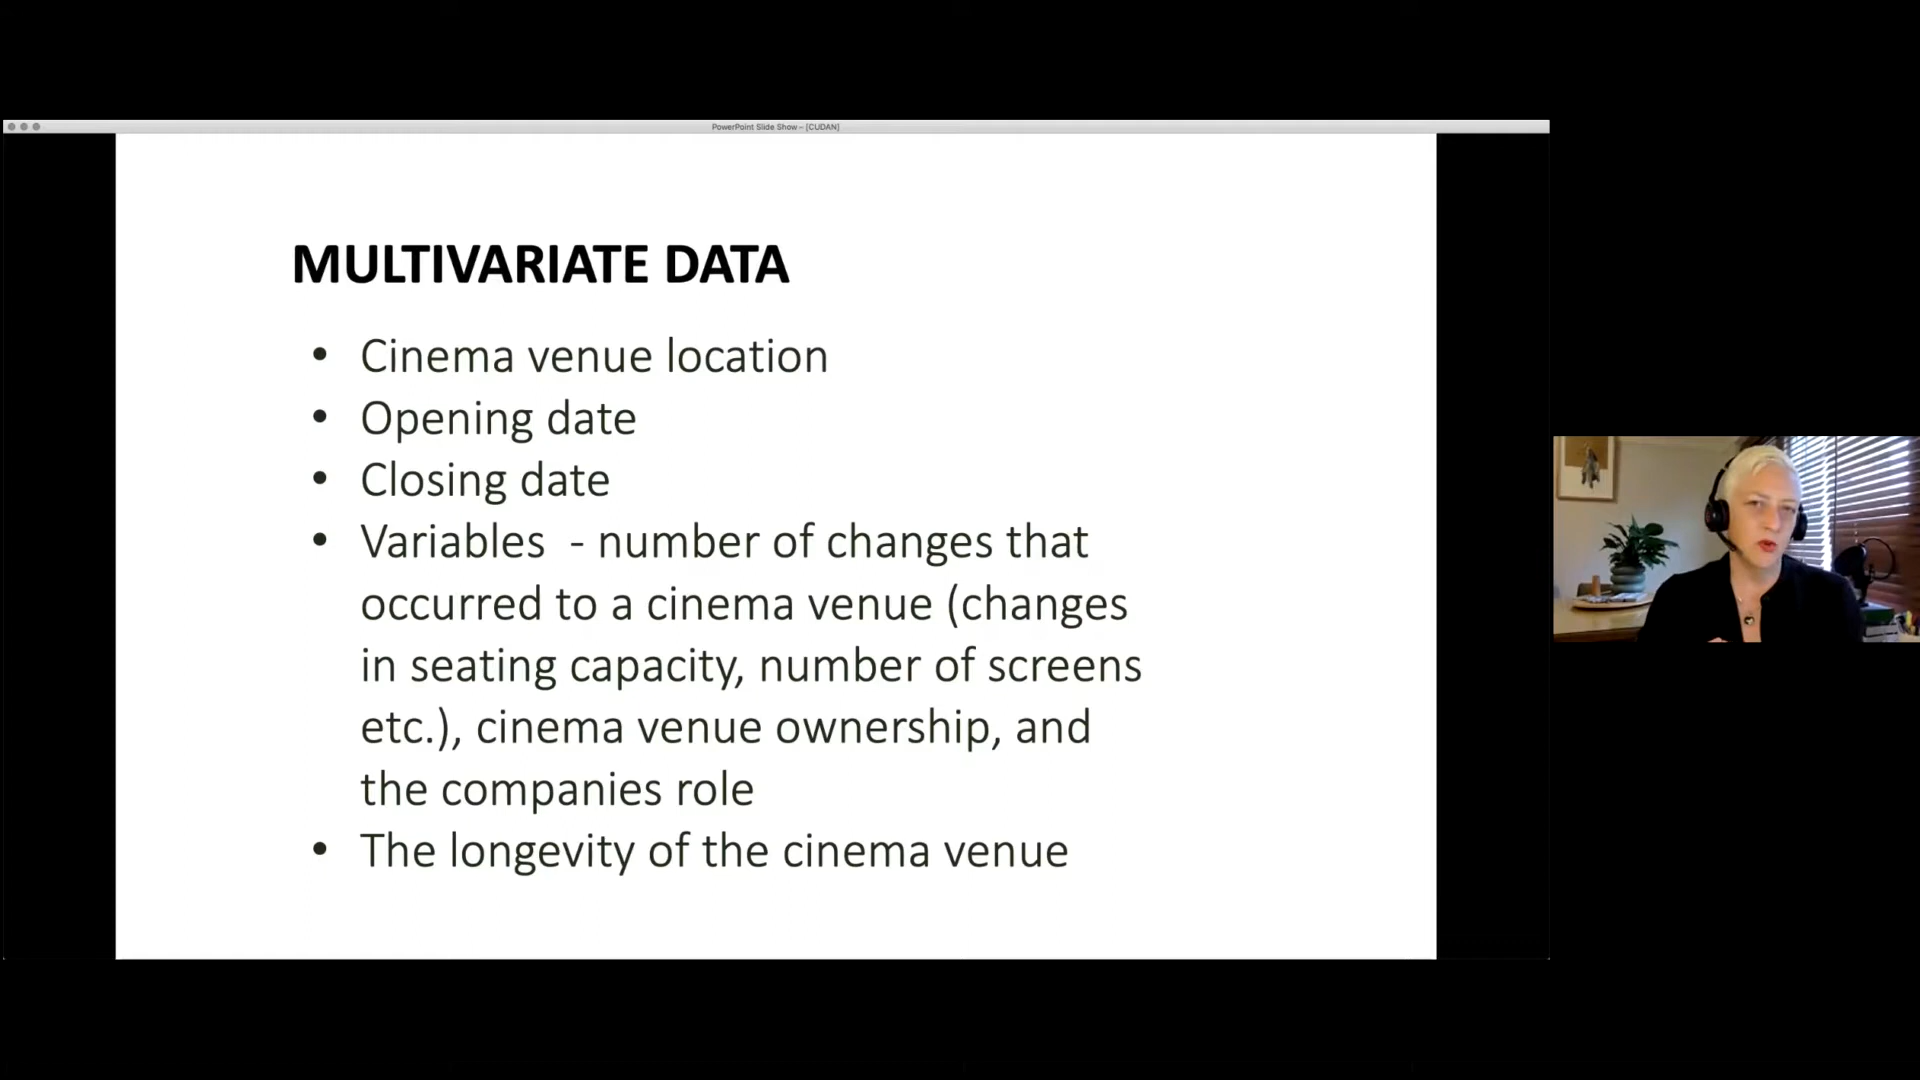 PowerPoint Slide Show – [CUDAN]
MULTIVARIATE DATA
• Cinema venue location
• Opening date
• Closing date
• Variables - number of changes that
occurred to a cinema venue (changes
in seating capacity, number of screens
etc.), cinema venue ownership, and
the companies role
• The longevity of the cinema venue